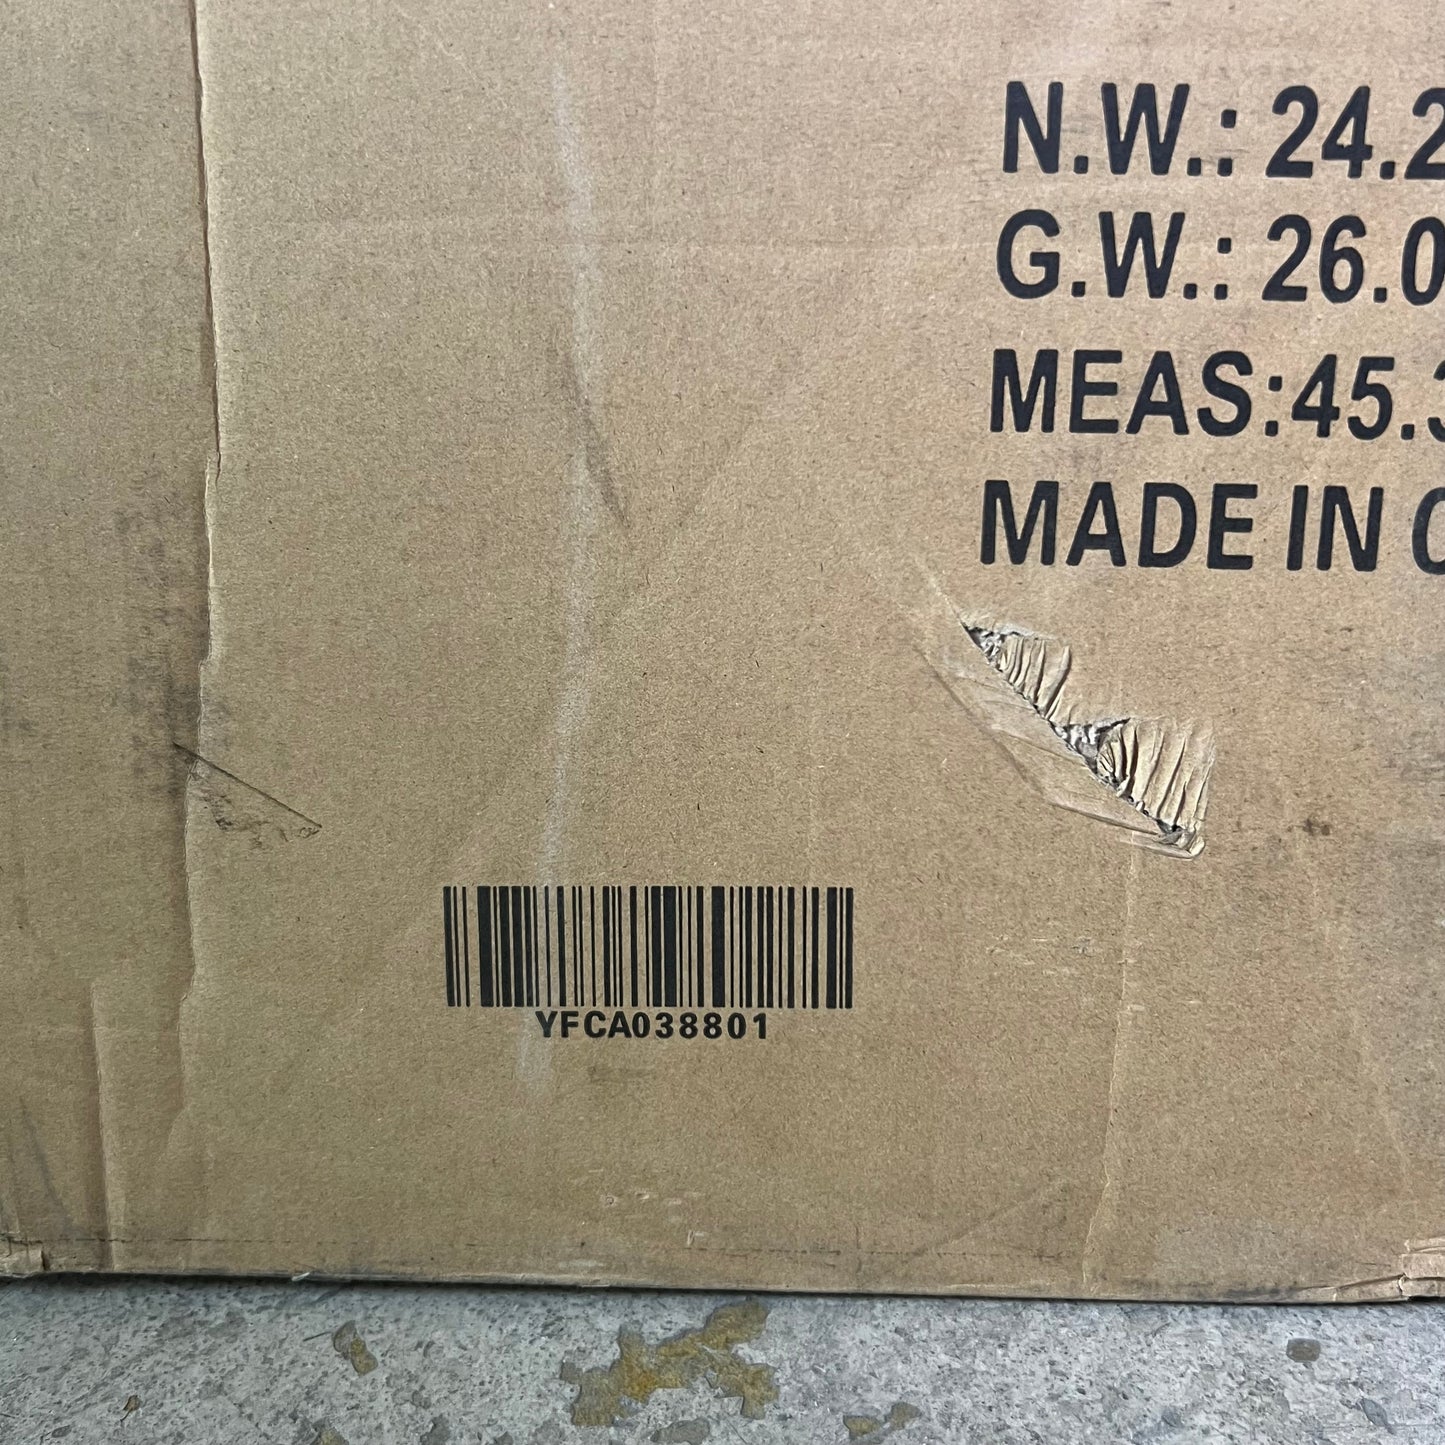 N.W.: 24.2
G.W.: 26.0
MEAS:45.3
MADE IN C
YFCA038801